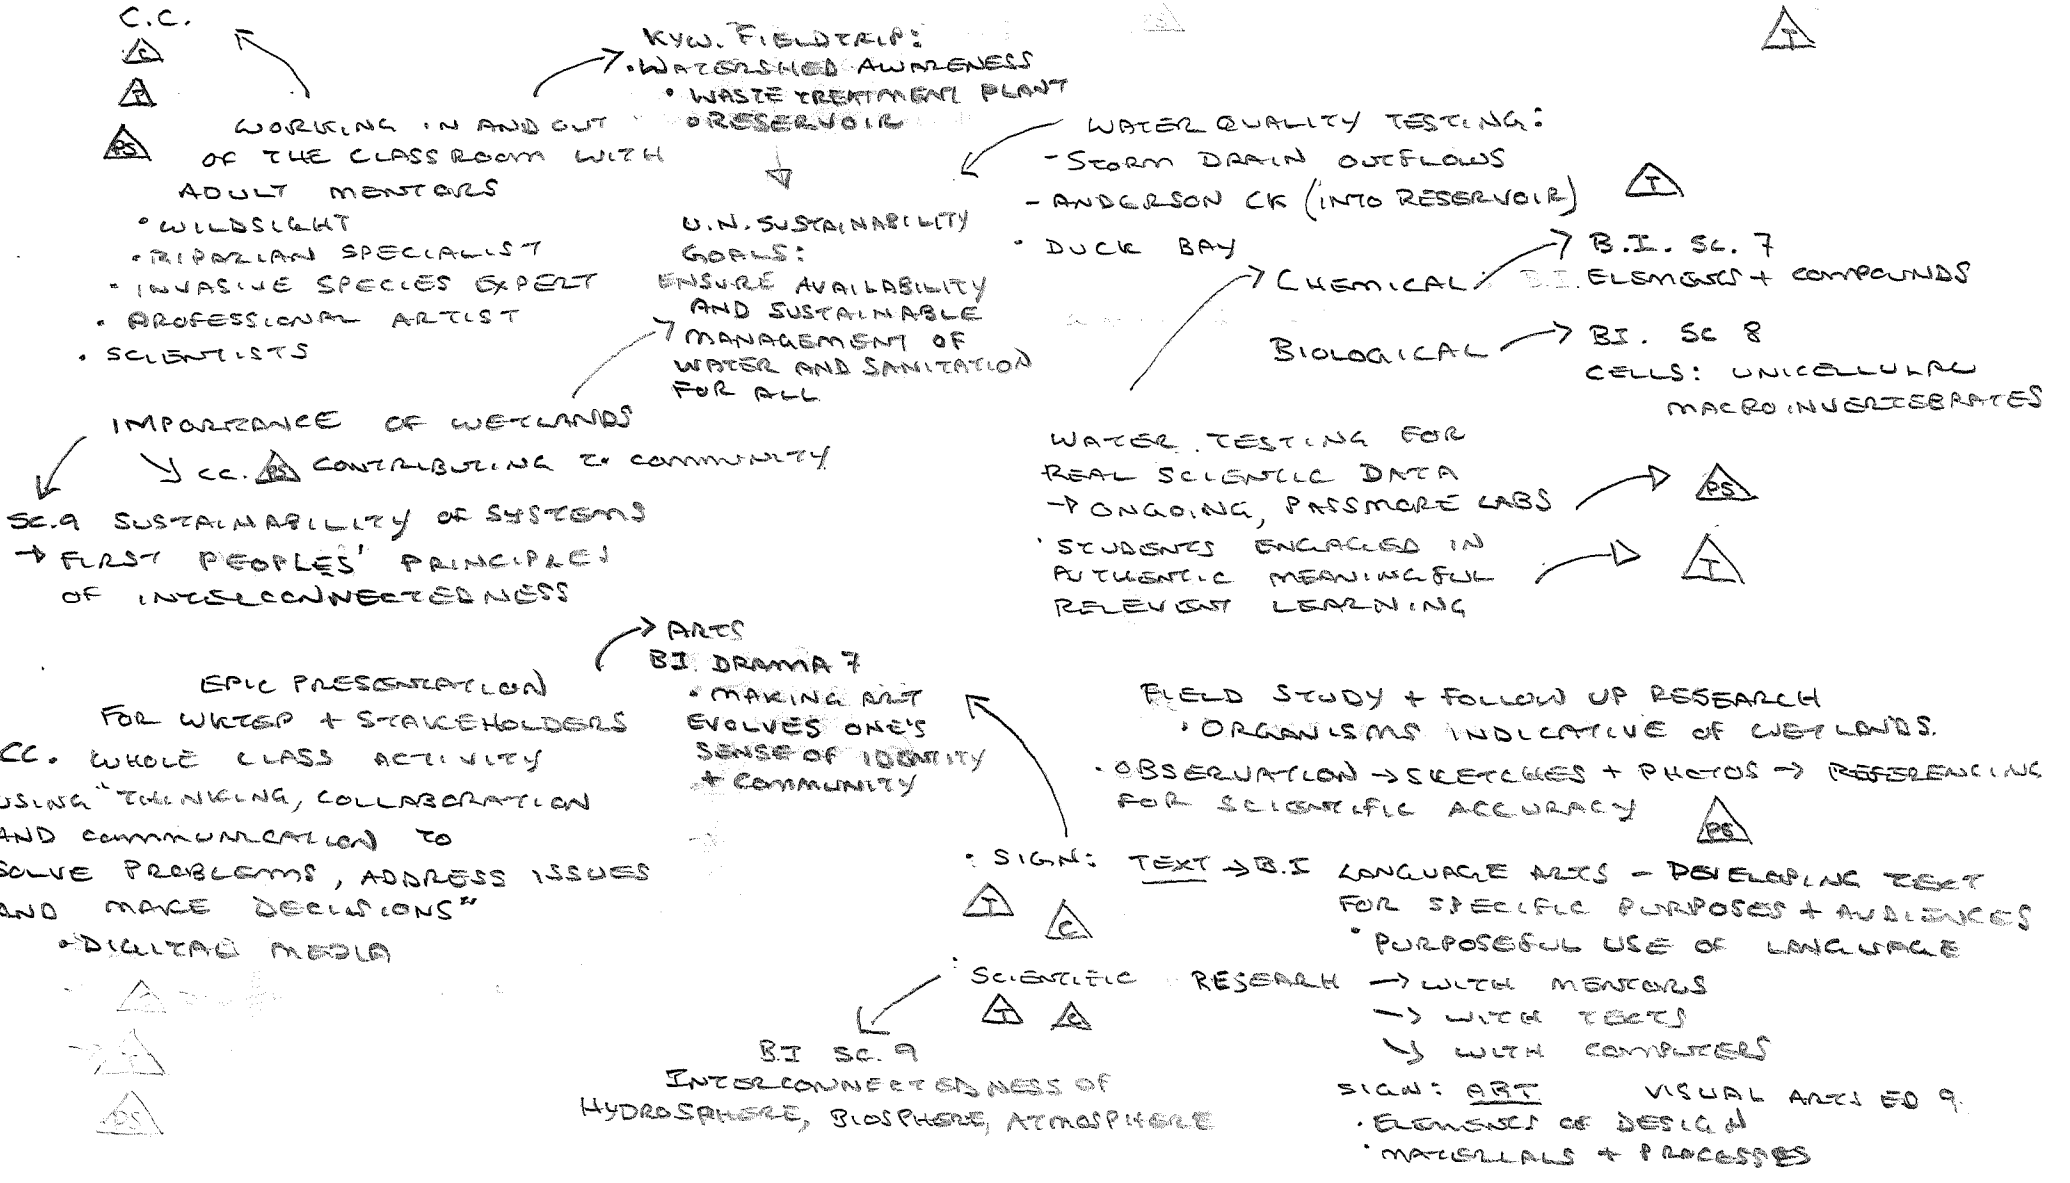 C.C.
C
T
PS
WORKING IN AND OUT
OF THE CLASSROOM WITH
ADULT MENTORS
• WILDSIGHT
• RIPARIAN SPECIALIST
• INVASIVE SPECIES EXPERT
• PROFESSIONAL ARTIST
• SCIENTISTS
KYW. FIELDTRIP:
• WATERSHED AWARENESS
• WASTE TREATMENT PLANT
• RESERVOIR
U.N. SUSTAINABILITY
GOALS:
ENSURE AVAILABILITY
AND SUSTAINABLE
MANAGEMENT OF
WATER AND SANITATION
FOR ALL
PS
T
WATER QUALITY TESTING:
- STORM DRAIN OUTFLOWS
- ANDERSON CK (INTO RESERVOIR)
• DUCK BAY
T
CHEMICAL: → B.I. SC. 7
B.I. ELEMENTS + COMPOUNDS
BIOLOGICAL → BI. SC 8
CELLS: UNICELLULAR
MACROINVERTEBRATES
IMPORTANCE OF WETLANDS
↘ CC. PS CONTRIBUTING TO COMMUNITY
SC.9 SUSTAINABILITY OF SYSTEMS
→ FIRST PEOPLES' PRINCIPLES
OF INTERCONNECTEDNESS
WATER TESTING FOR
REAL SCIENTIIC DATA
→ ONGOING, PASSMORE LABS → PS
• STUDENTS ENGAGED IN
AUTHENTIC MEANINGFUL → T
RELEVENT LEARNING
EPIC PRESENTATION
FOR WKTEP + STAKEHOLDERS
CC. WHOLE CLASS ACTIVITY
USING "THINKING, COLLABORATION
AND COMMUNICATION TO
SOLVE PROBLEMS, ADDRESS ISSUES
AND MAKE DECISIONS"
• DIGITAL MEDIA
C
T
PS
ARTS
BI. DRAMA 7
• MAKING ART
EVOLVES ONE'S
SENSE OF IDENTITY
+ COMMUNITY
FIELD STUDY + FOLLOW UP RESEARCH
• ORGANISMS INDICATIVE OF WETLANDS.
• OBSERVATION → SKETCHES + PHOTOS → REFERENCING
FOR SCIENTIFIC ACCURACY
PS
• SIGN: TEXT → B.I LANGUAGE ARTS - DEVELOPING TEXT
FOR SPECIFIC PURPOSES + AUDIENCES
• PURPOSEFUL USE OF LANGUAGE
T C
• SCIENTIFIC RESEARH → WITH MENTORS
→ WITH TEXTS
↘ WITH COMPUTERS
T C
B.I SC. 9
INTERCONNECTEDNESS OF
HYDROSPHERE, BIOSPHERE, ATMOSPHERE
SIGN: ART VISUAL ARTS ED 9.
• ELEMENTS OF DESIGN
• MATERIALS + PROCESSES